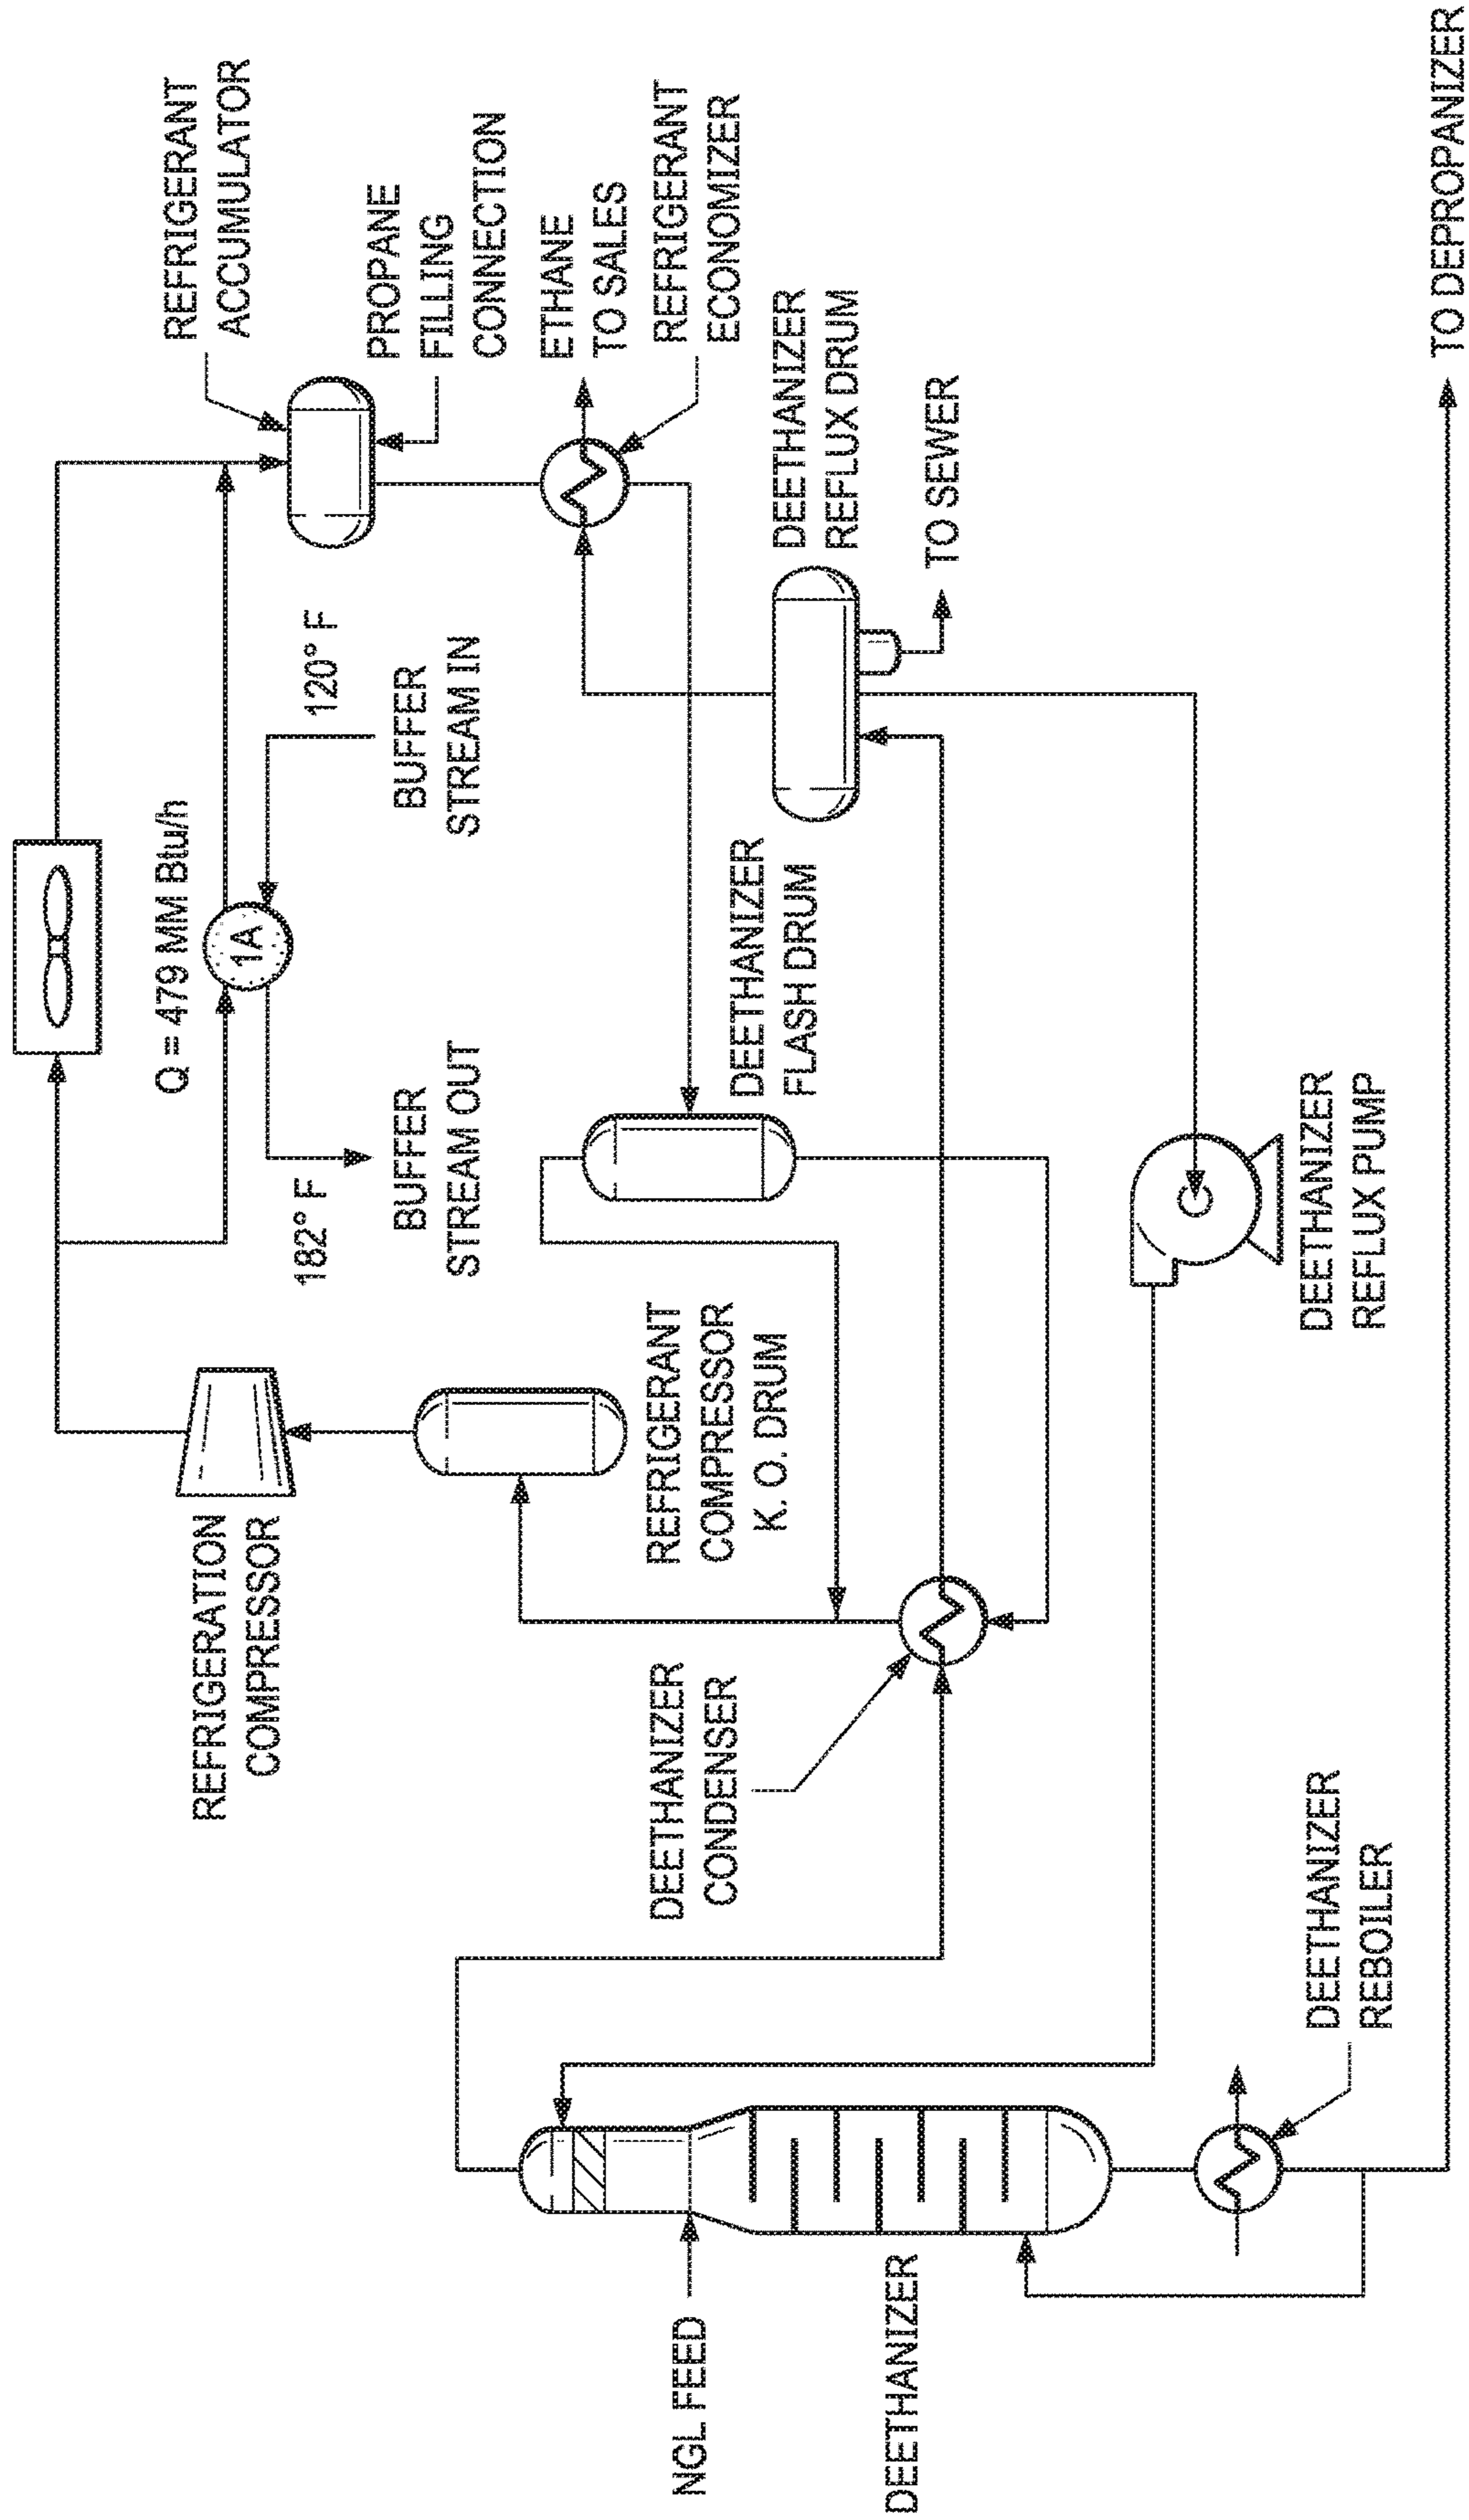 REFRIGERATION
COMPRESSOR
Q = 479 MM Btu/h
1A
182° F
BUFFER
STREAM OUT
120° F
BUFFER
STREAM IN
REFRIGERANT
ACCUMULATOR
PROPANE
FILLING
CONNECTION
ETHANE
TO SALES
REFRIGERANT
ECONOMIZER
REFRIGERANT
COMPRESSOR
K. O. DRUM
DEETHANIZER
FLASH DRUM
DEETHANIZER
REFLUX DRUM
TO SEWER
DEETHANIZER
CONDENSER
NGL FEED
DEETHANIZER
DEETHANIZER
REBOILER
DEETHANIZER
REFLUX PUMP
TO DEPROPANIZER